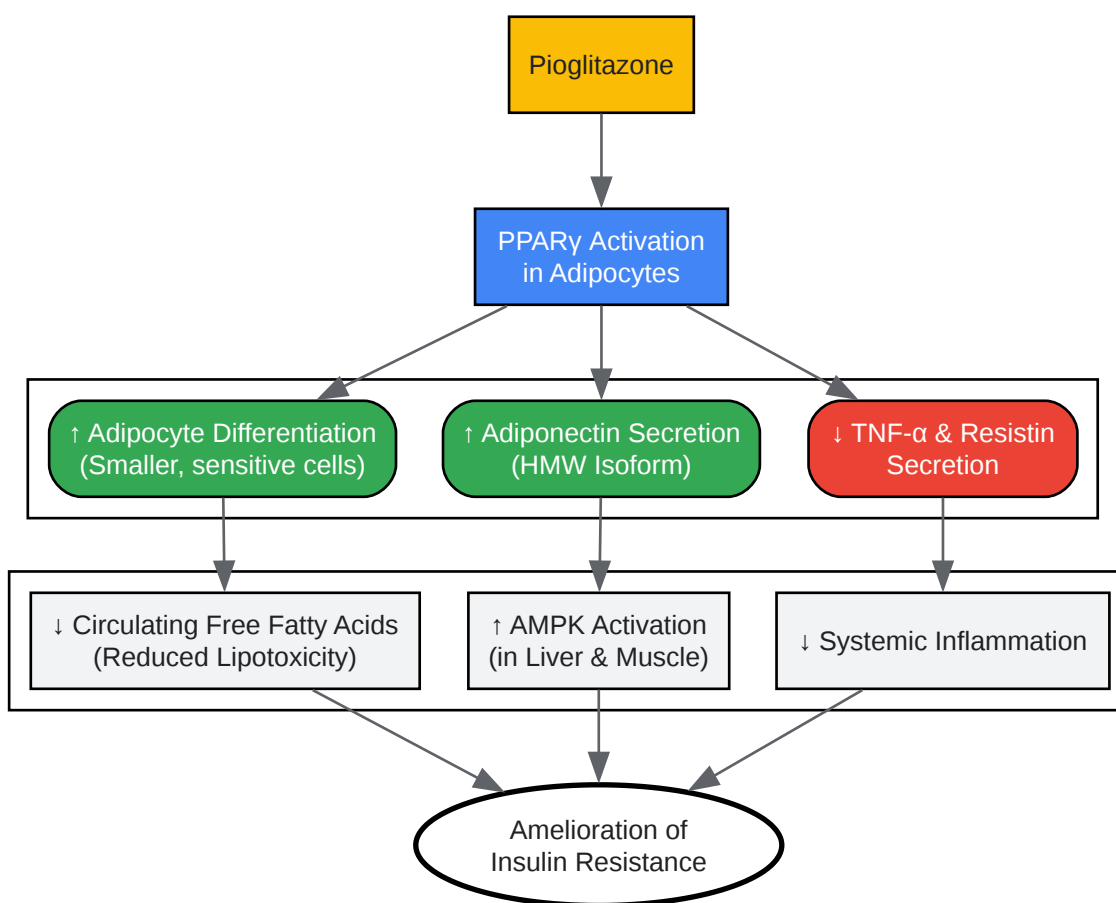 Pioglitazone
PPARγ Activation
in Adipocytes
↑ Adipocyte Differentiation
(Smaller, sensitive cells)
↑ Adiponectin Secretion
(HMW Isoform)
↓ TNF-α & Resistin
Secretion
↓ Circulating Free Fatty Acids
(Reduced Lipotoxicity)
↑ AMPK Activation
(in Liver & Muscle)
↓ Systemic Inflammation
Amelioration of
Insulin Resistance